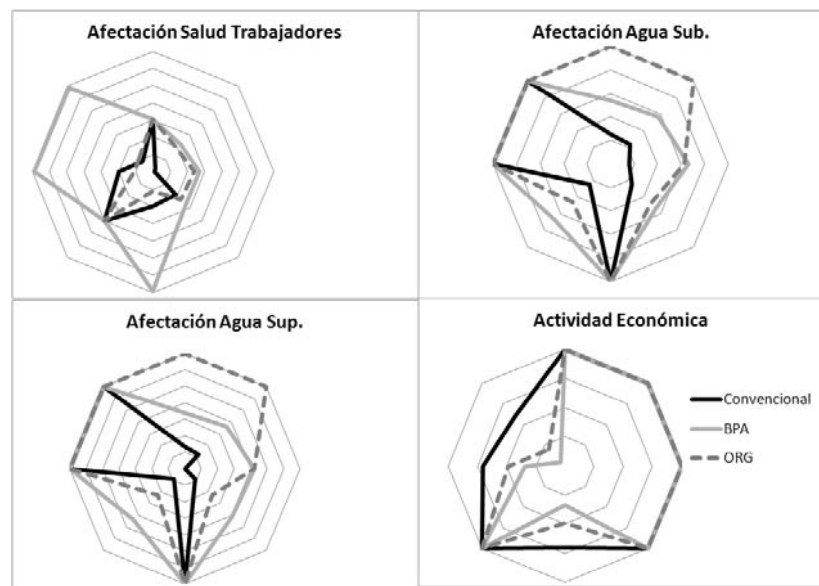 Afectación Salud Trabajadores
Afectación Agua Sub.
Afectación Agua Sup.
Actividad Económica
Convencional
BPA
ORG